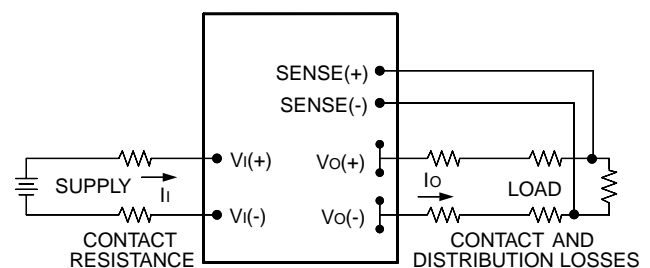 SENSE(+)
SENSE(-)
VI(+)
VO(+)
SUPPLY
II
IO
LOAD
VI(-)
VO(-)
CONTACT
RESISTANCE
CONTACT AND
DISTRIBUTION LOSSES